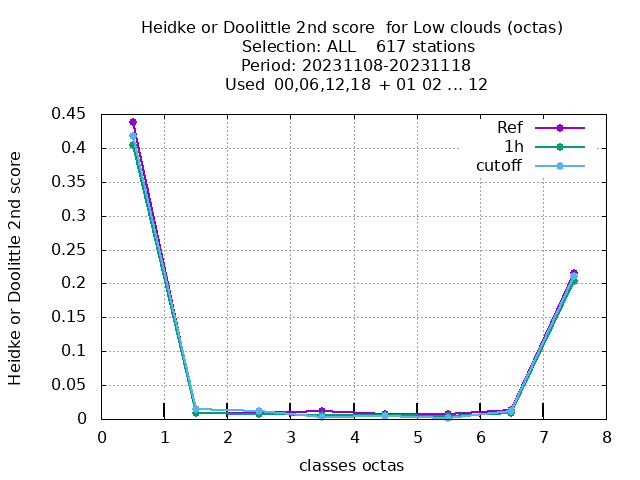 Heidke or Doolittle 2nd score  for Low clouds (octas)
Selection: ALL    617 stations
Period: 20231108-20231118
Used  00,06,12,18  + 01 02 ... 12
Heidke or Doolittle 2nd score
0.45
0.4
0.35
0.3
0.25
0.2
0.15
0.1
0.05
0
Ref
1h
cutoff
0 1 2 3 4 5 6 7 8
classes octas